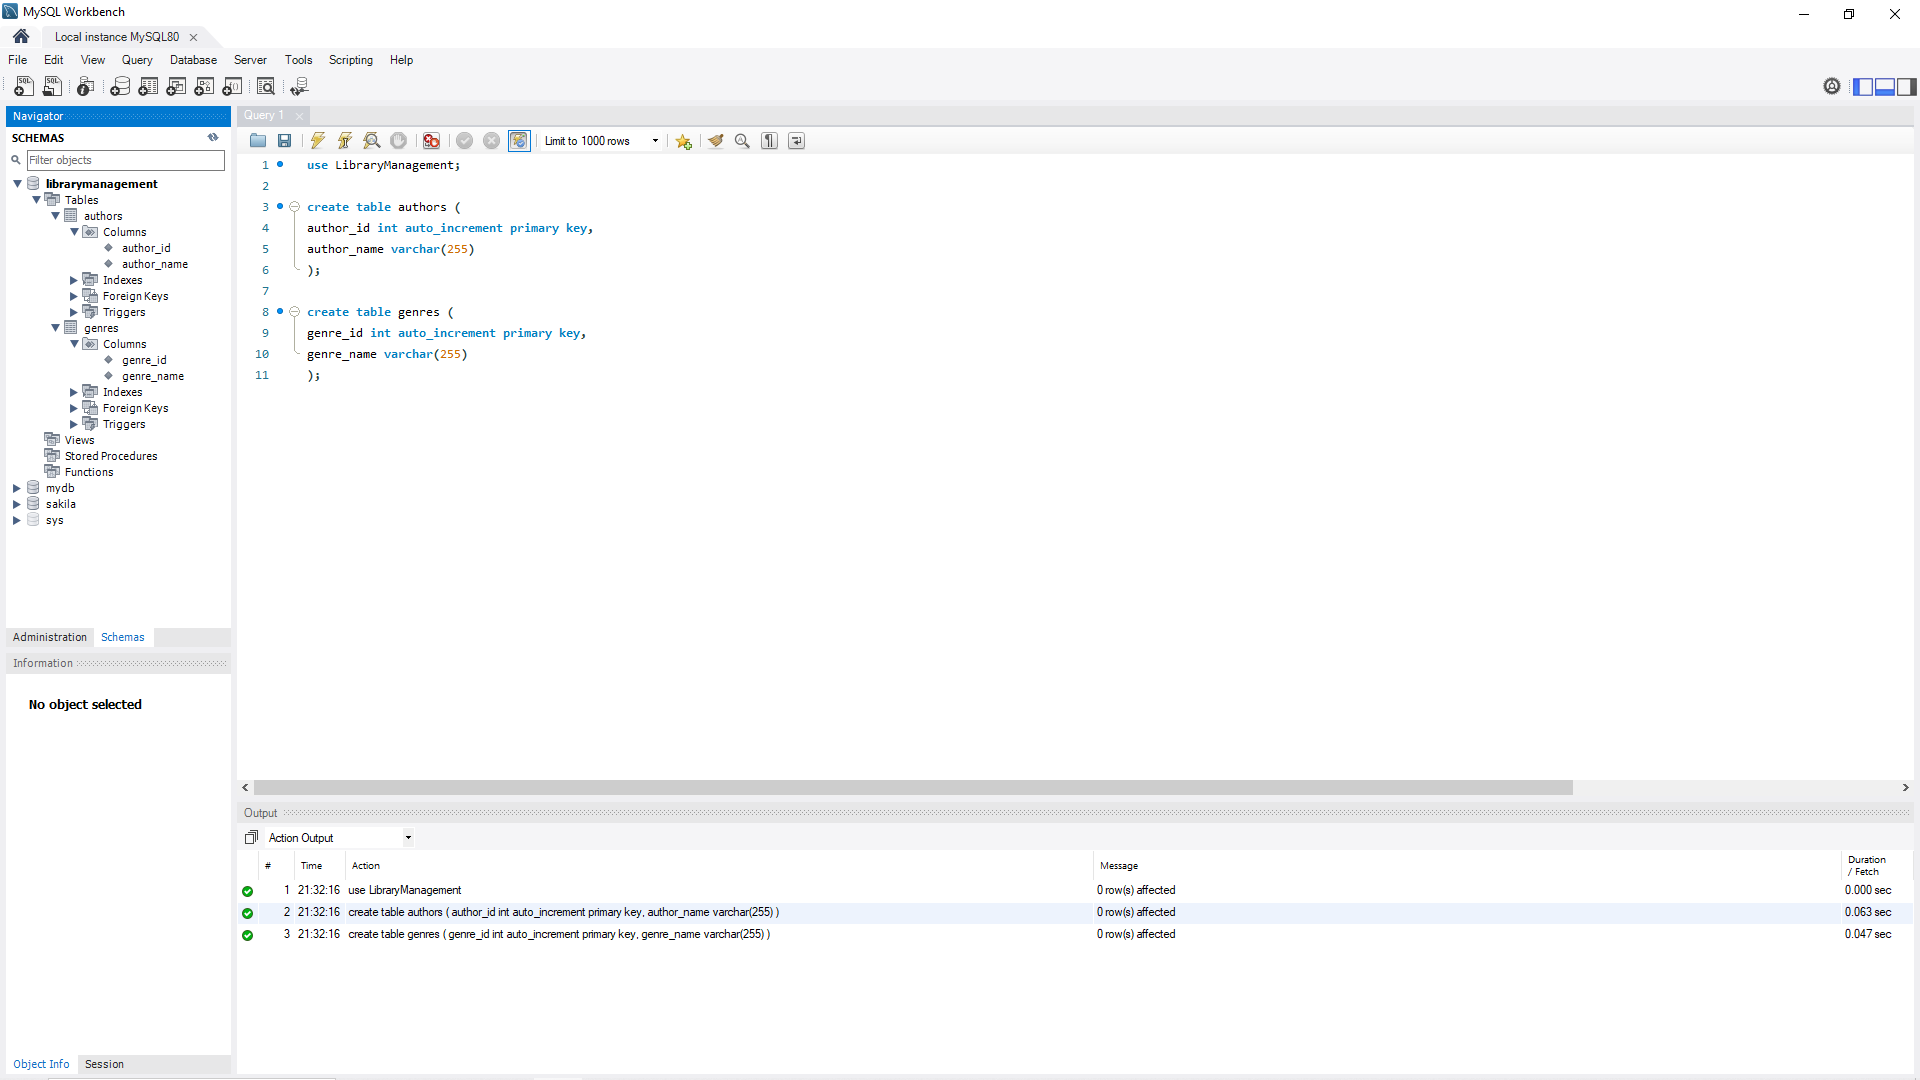 MySQL Workbench
Local instance MySQL80
File Edit View Query Database Server Tools Scripting Help
Navigator
SCHEMAS
Filter objects
librarymanagement
Tables
authors
Columns
author_id
author_name
Indexes
Foreign Keys
Triggers
genres
Columns
genre_id
genre_name
Indexes
Foreign Keys
Triggers
Views
Stored Procedures
Functions
mydb
sakila
sys
Administration Schemas
Information
No object selected
Object Info Session
Query 1
Limit to 1000 rows
1 use LibraryManagement;
2
3 create table authors (
4 author_id int auto_increment primary key,
5 author_name varchar(255)
6 );
7
8 create table genres (
9 genre_id int auto_increment primary key,
10 genre_name varchar(255)
11 );
Output
Action Output
# Time Action Message Duration / Fetch
1 21:32:16 use LibraryManagement 0 row(s) affected 0.000 sec
2 21:32:16 create table authors ( author_id int auto_increment primary key, author_name varchar(255) ) 0 row(s) affected 0.063 sec
3 21:32:16 create table genres ( genre_id int auto_increment primary key, genre_name varchar(255) ) 0 row(s) affected 0.047 sec